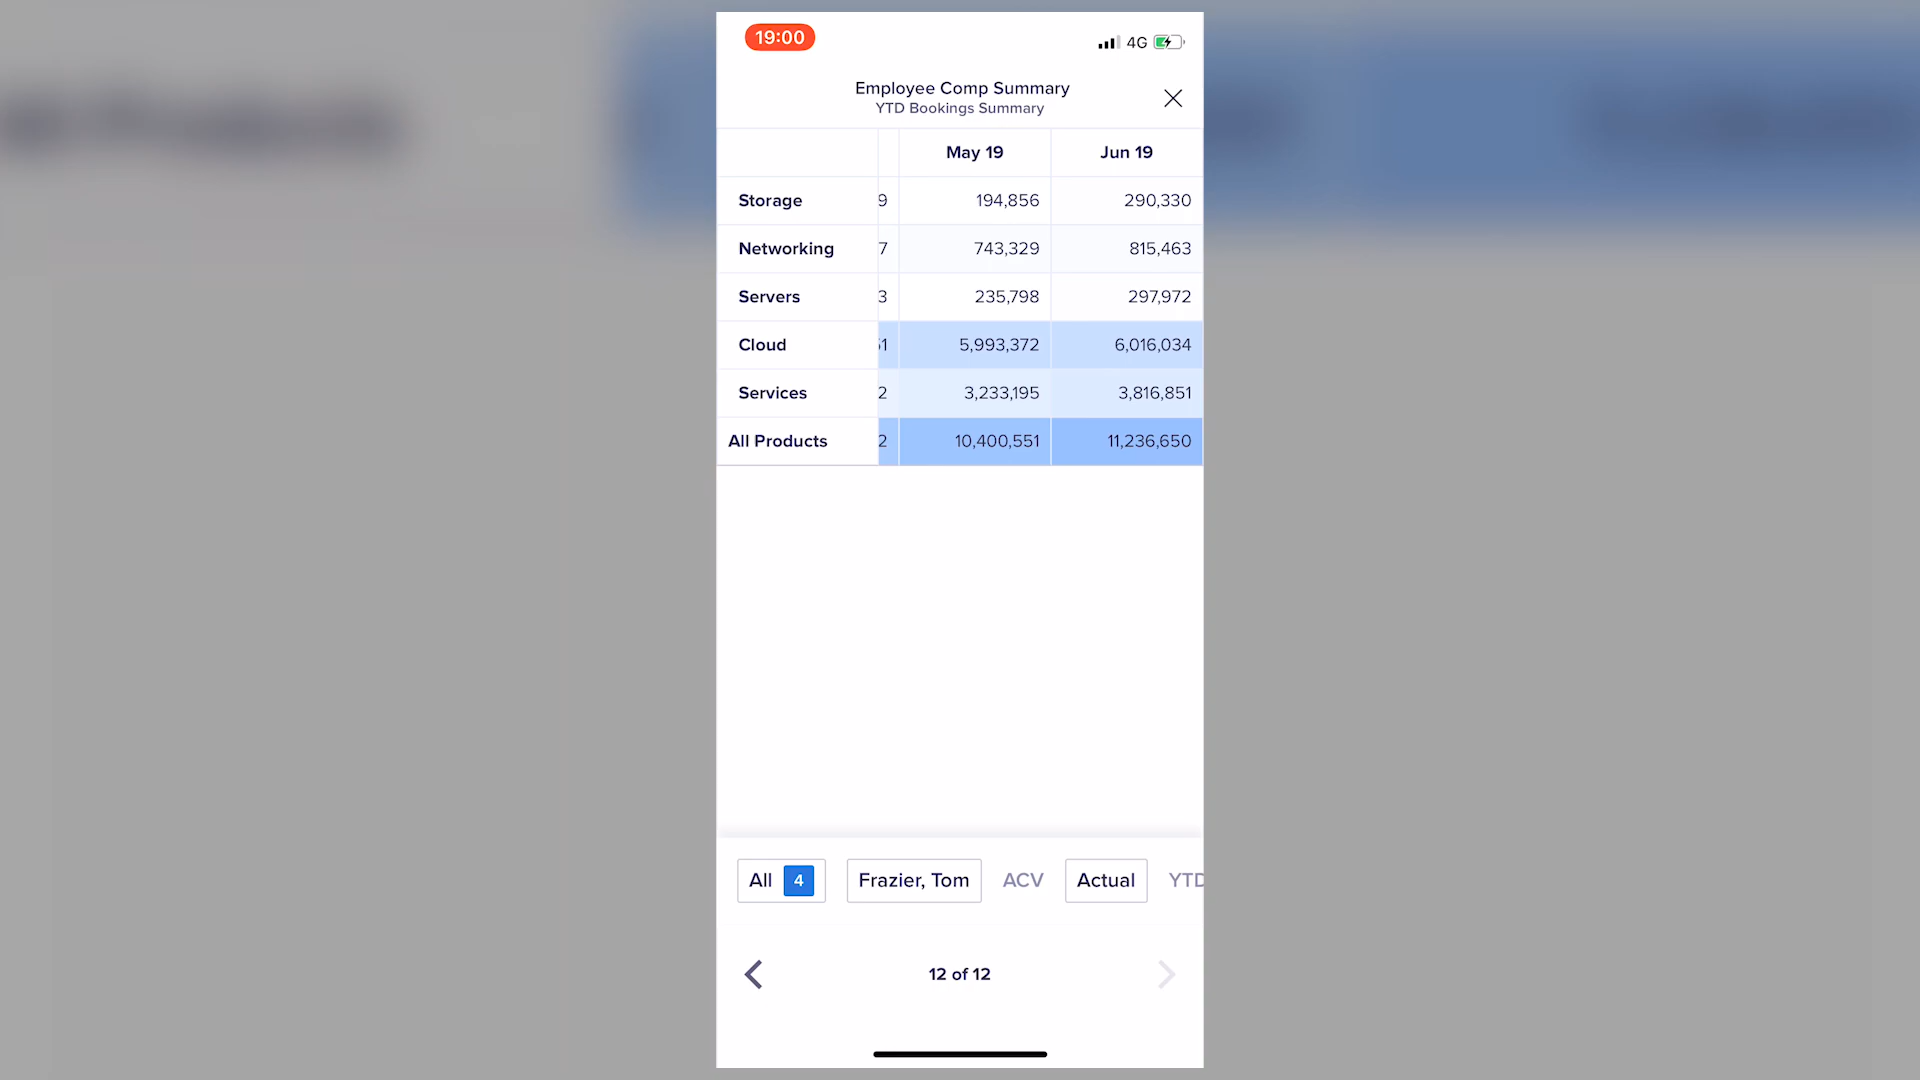 19:00 4G
Employee Comp Summary
YTD Bookings Summary
May 19 Jun 19
Storage 9 194,856 290,330
Networking 7 743,329 815,463
Servers 3 235,798 297,972
Cloud 1 5,993,372 6,016,034
Services 2 3,233,195 3,816,851
All Products 2 10,400,551 11,236,650
All 4 Frazier, Tom ACV Actual YTD
12 of 12